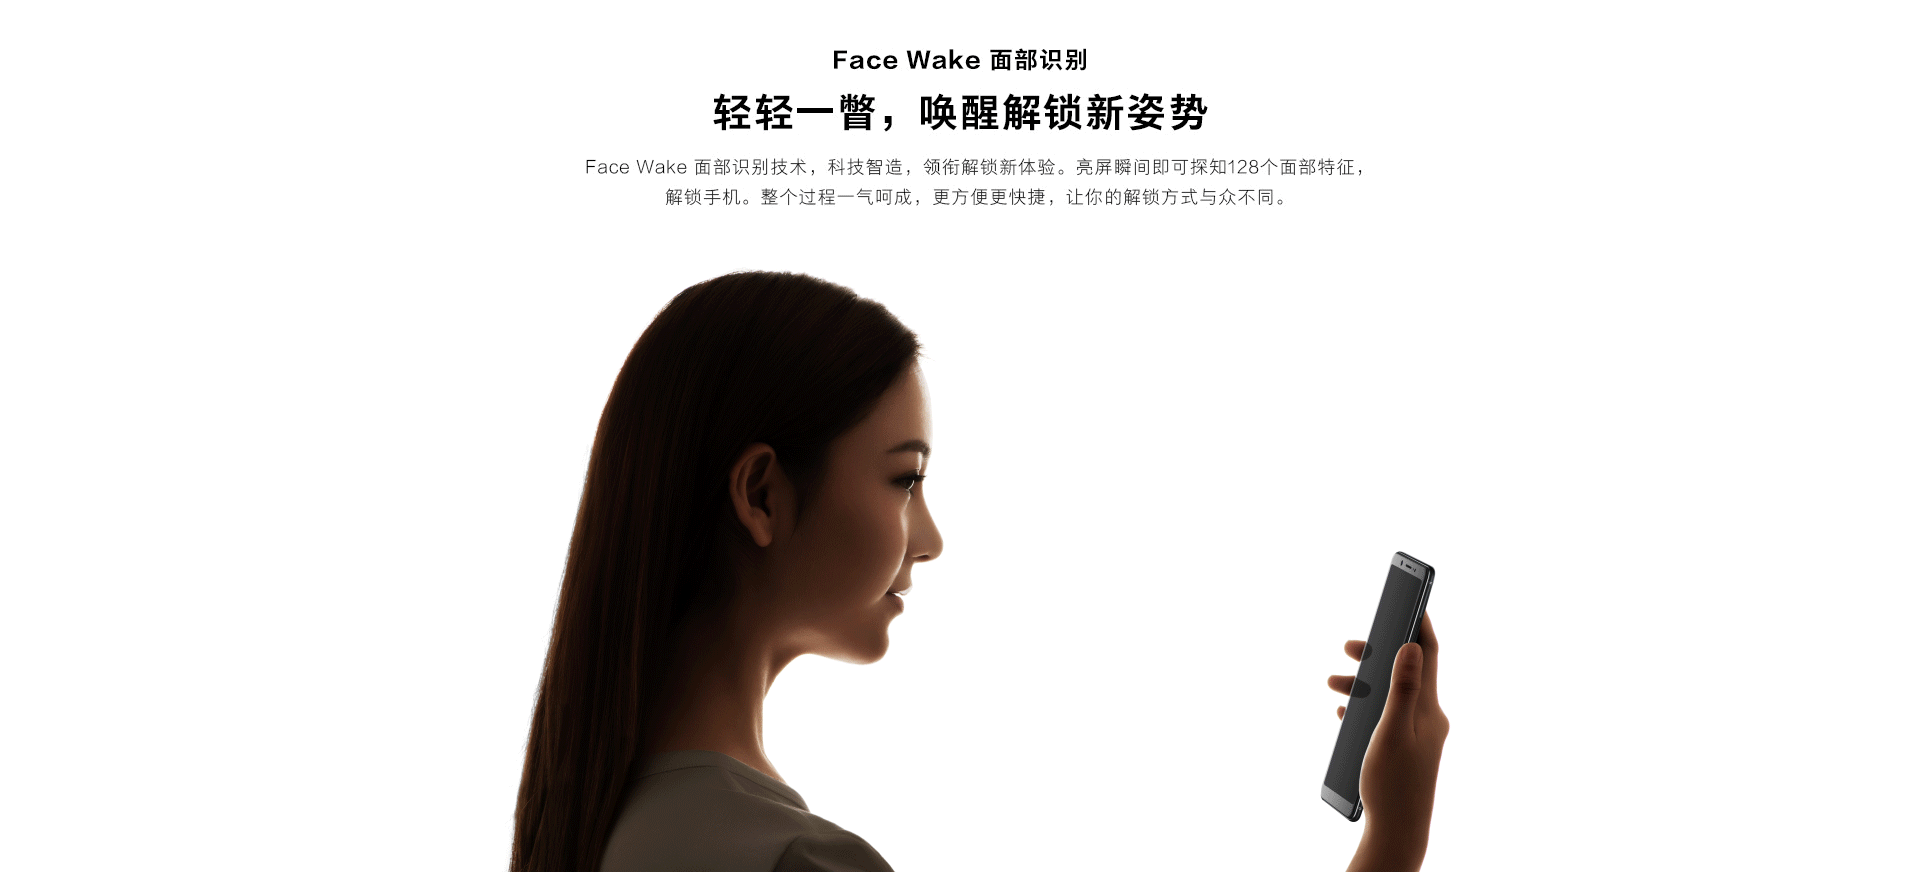 Face Wake 面部识别
轻轻一瞥，唤醒解锁新姿势
Face Wake 面部识别技术，科技智造，领衔解锁新体验。亮屏瞬间即可探知128个面部特征，
解锁手机。整个过程一气呵成，更方便更快捷，让你的解锁方式与众不同。